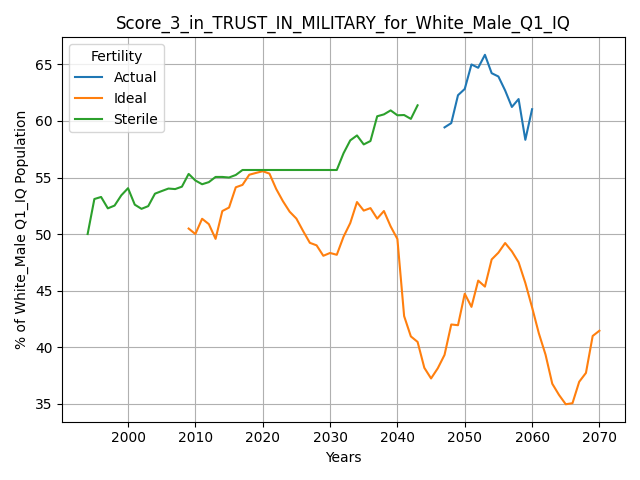 Score_3_in_TRUST_IN_MILITARY_for_White_Male_Q1_IQ
Fertility
Actual
Ideal
Sterile
% of White_Male Q1_IQ Population
65
60
55
50
45
40
35
2000
2010
2020
2030
2040
2050
2060
2070
Years